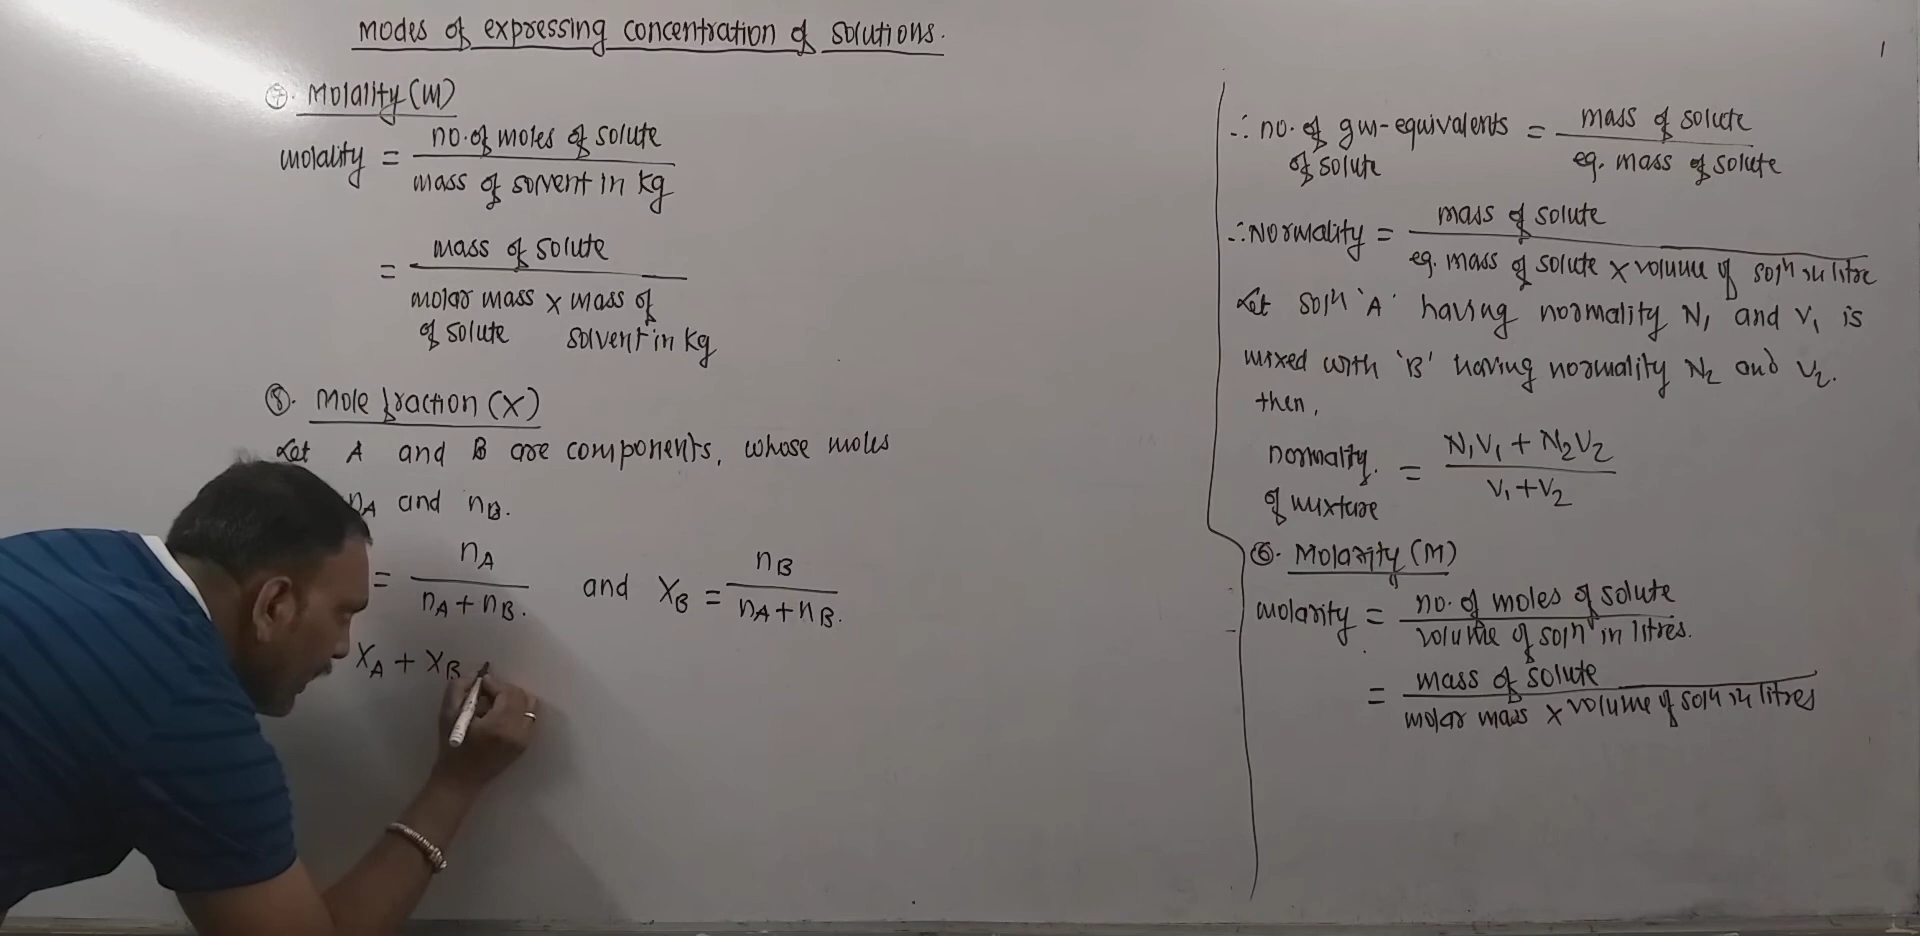 Modes of expressing concentration of solutions.
⑦. Molality (m)
molality = no. of moles of solute / mass of solvent in kg
= mass of solute / molar mass of solute × mass of solvent in kg
⑧. Mole fraction (X)
Let A and B are components, whose moles
nA and nB.
= nA / nA + nB. and XB = nB / nA + nB.
XA + XB
1
∴ no. of gm-equivalents of solute = mass of solute / eq. mass of solute
∴ Normality = mass of solute / eq. mass of solute × volume of soln in litre
Let soln 'A' having normality N1 and V1 is
mixed with 'B' having normality N2 and V2.
then,
normality of mixture = N1V1 + N2V2 / V1 + V2
⑥. Molarity (M)
molarity = no. of moles of solute / volume of soln in litres.
= mass of solute / molar mass × volume of soln in litres